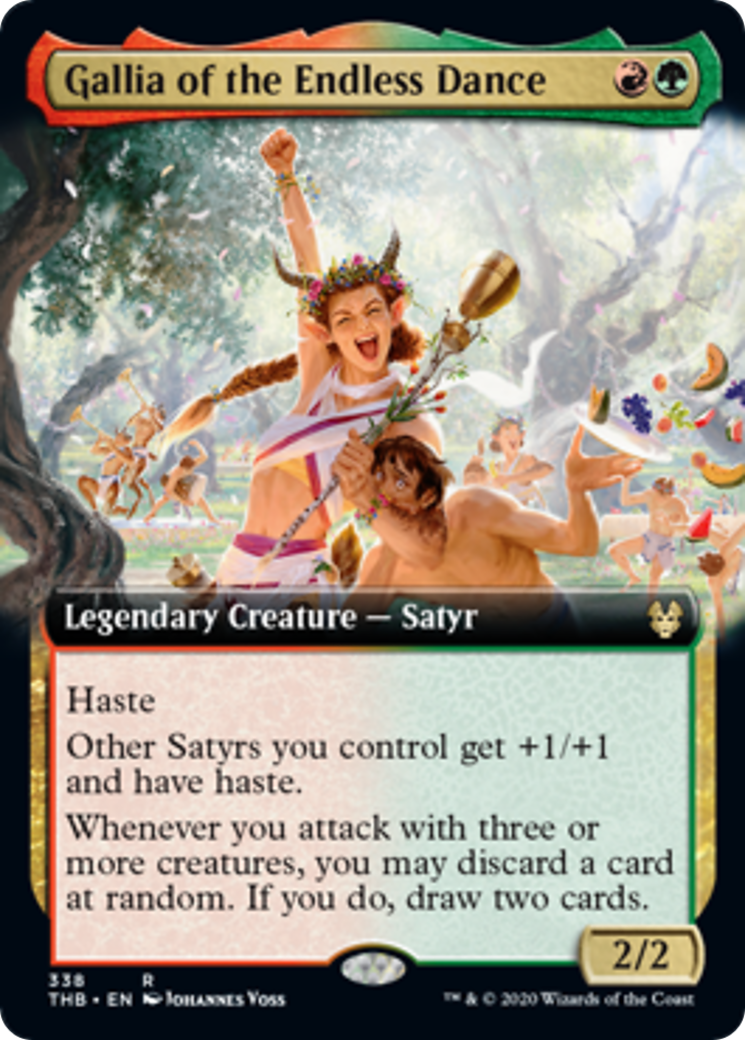 Gallia of the Endless Dance
Legendary Creature — Satyr
Haste
Other Satyrs you control get +1/+1
and have haste.
Whenever you attack with three or
more creatures, you may discard a card
at random. If you do, draw two cards.
2/2
338 R
THB • EN Johannes Voss
™ & © 2020 Wizards of the Coast